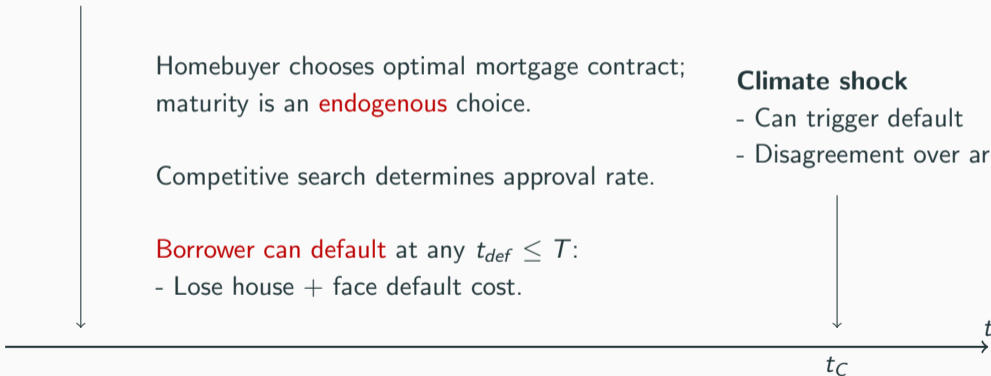 Homebuyer chooses optimal mortgage contract;
maturity is an endogenous choice.
Competitive search determines approval rate.
Borrower can default at any t_def ≤ T:
- Lose house + face default cost.
Climate shock
- Can trigger default
- Disagreement over
t
t_C